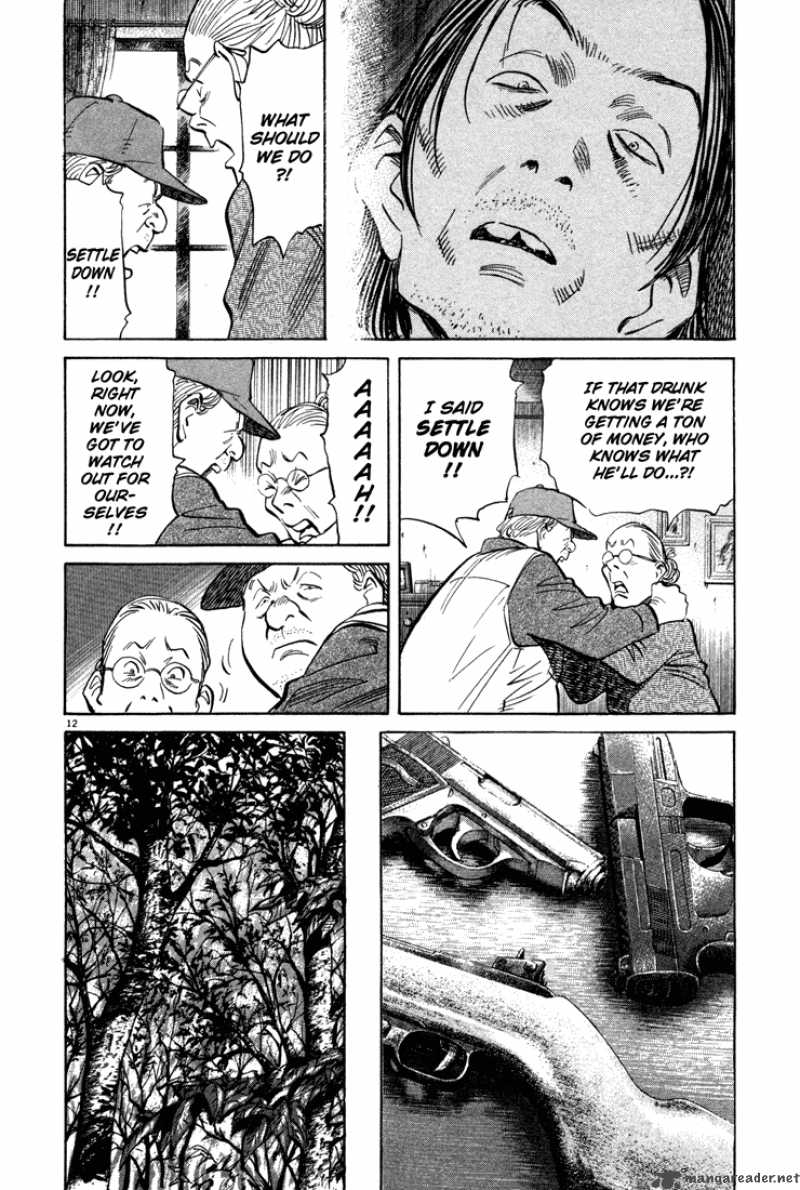 WHAT
SHOULD
WE DO
?!
SETTLE
DOWN
!!
IF THAT DRUNK
KNOWS WE'RE
GETTING A TON
OF MONEY, WHO
KNOWS WHAT
HE'LL DO...?!
I SAID
SETTLE
DOWN
!!
AAAAAAH!!
LOOK,
RIGHT
NOW,
WE'VE
GOT TO
WATCH
OUT FOR
OUR-
SELVES
!!
12
mangareader.net